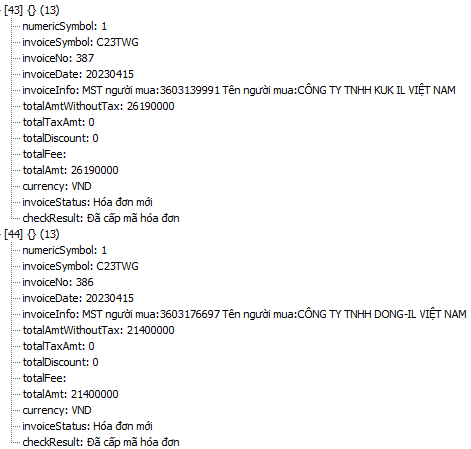 [43] {} (13)
numericSymbol: 1
invoiceSymbol: C23TWG
invoiceNo: 387
invoiceDate: 20230415
invoiceInfo: MST người mua:3603139991 Tên người mua:CÔNG TY TNHH KUK IL VIỆT NAM
totalAmtWithoutTax: 26190000
totalTaxAmt: 0
totalDiscount: 0
totalFee:
totalAmt: 26190000
currency: VND
invoiceStatus: Hóa đơn mới
checkResult: Đã cấp mã hóa đơn
[44] {} (13)
numericSymbol: 1
invoiceSymbol: C23TWG
invoiceNo: 386
invoiceDate: 20230415
invoiceInfo: MST người mua:3603176697 Tên người mua:CÔNG TY TNHH DONG-IL VIỆT NAM
totalAmtWithoutTax: 21400000
totalTaxAmt: 0
totalDiscount: 0
totalFee:
totalAmt: 21400000
currency: VND
invoiceStatus: Hóa đơn mới
checkResult: Đã cấp mã hóa đơn